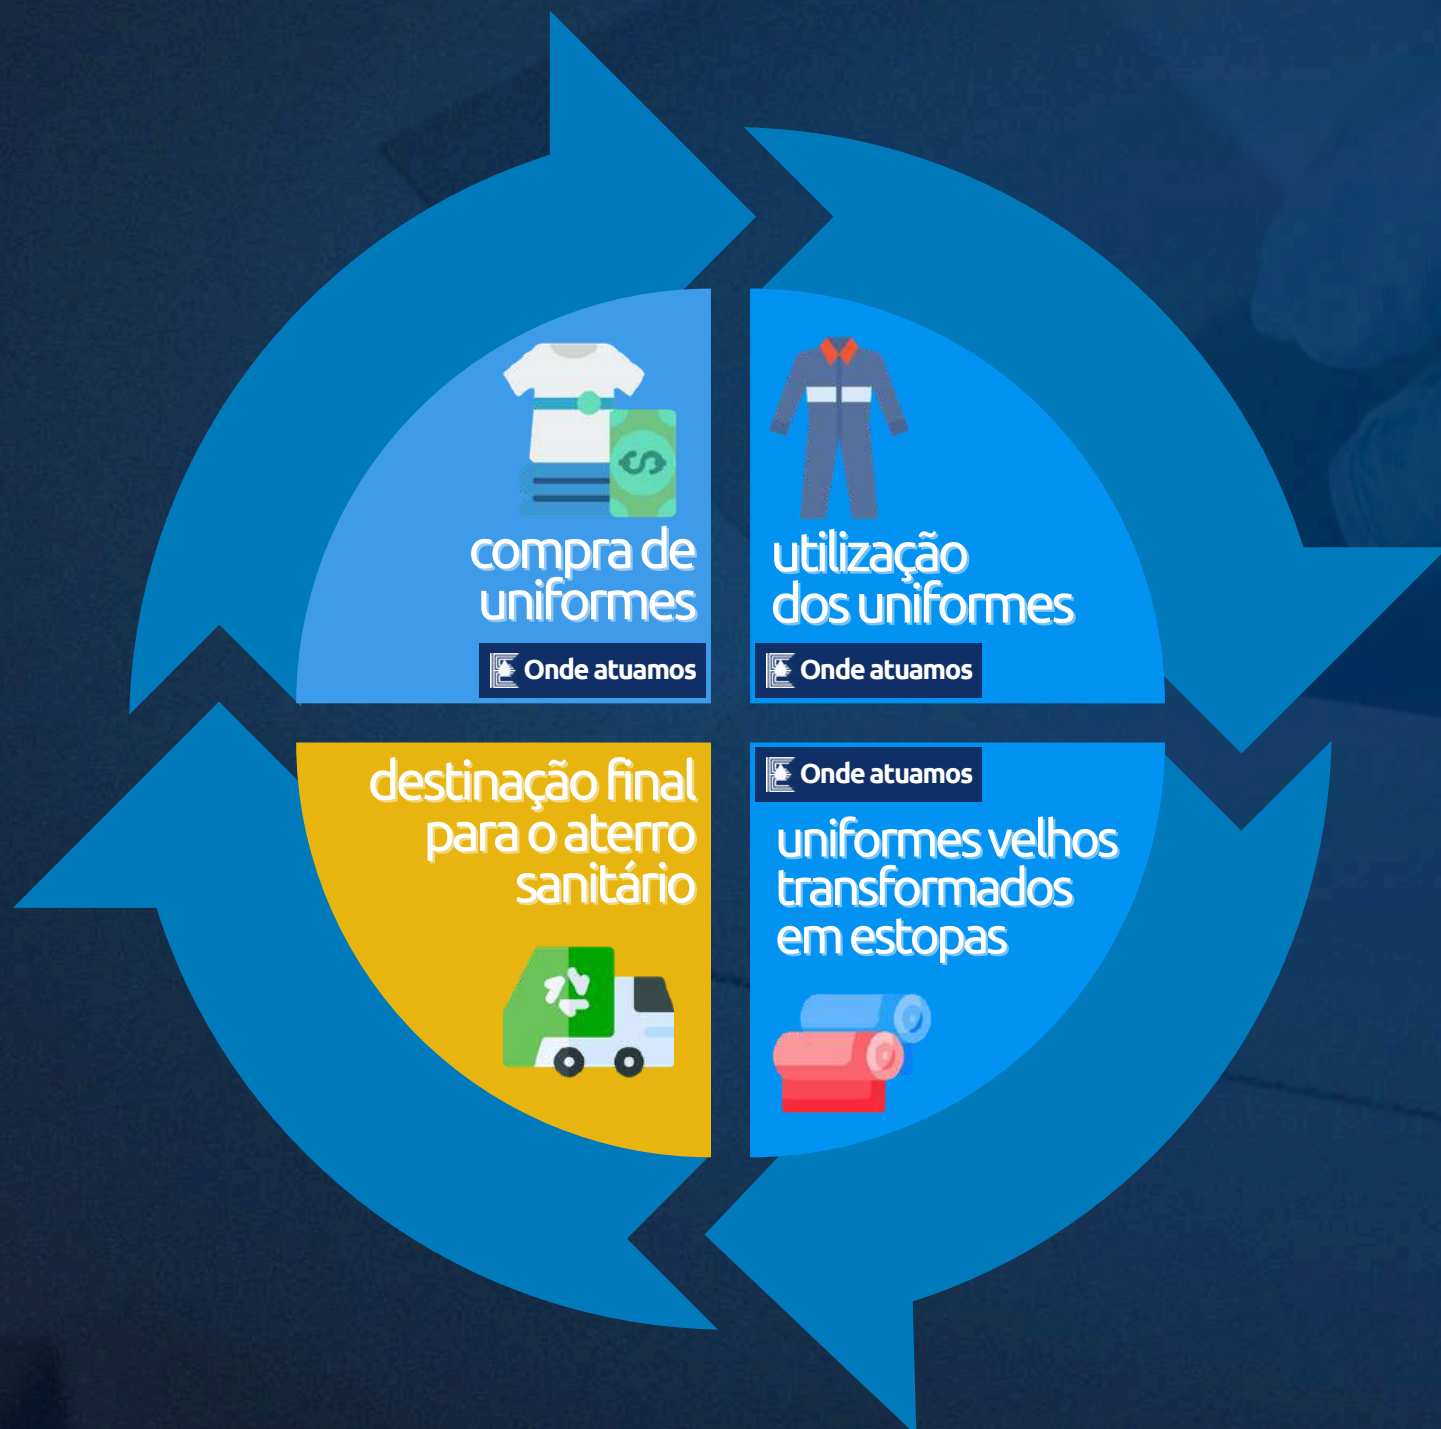 compra de
uniformes
Onde atuamos
utilização
dos uniformes
Onde atuamos
Onde atuamos
uniformes velhos
transformados
em estopas
destinação final
para o aterro
sanitário